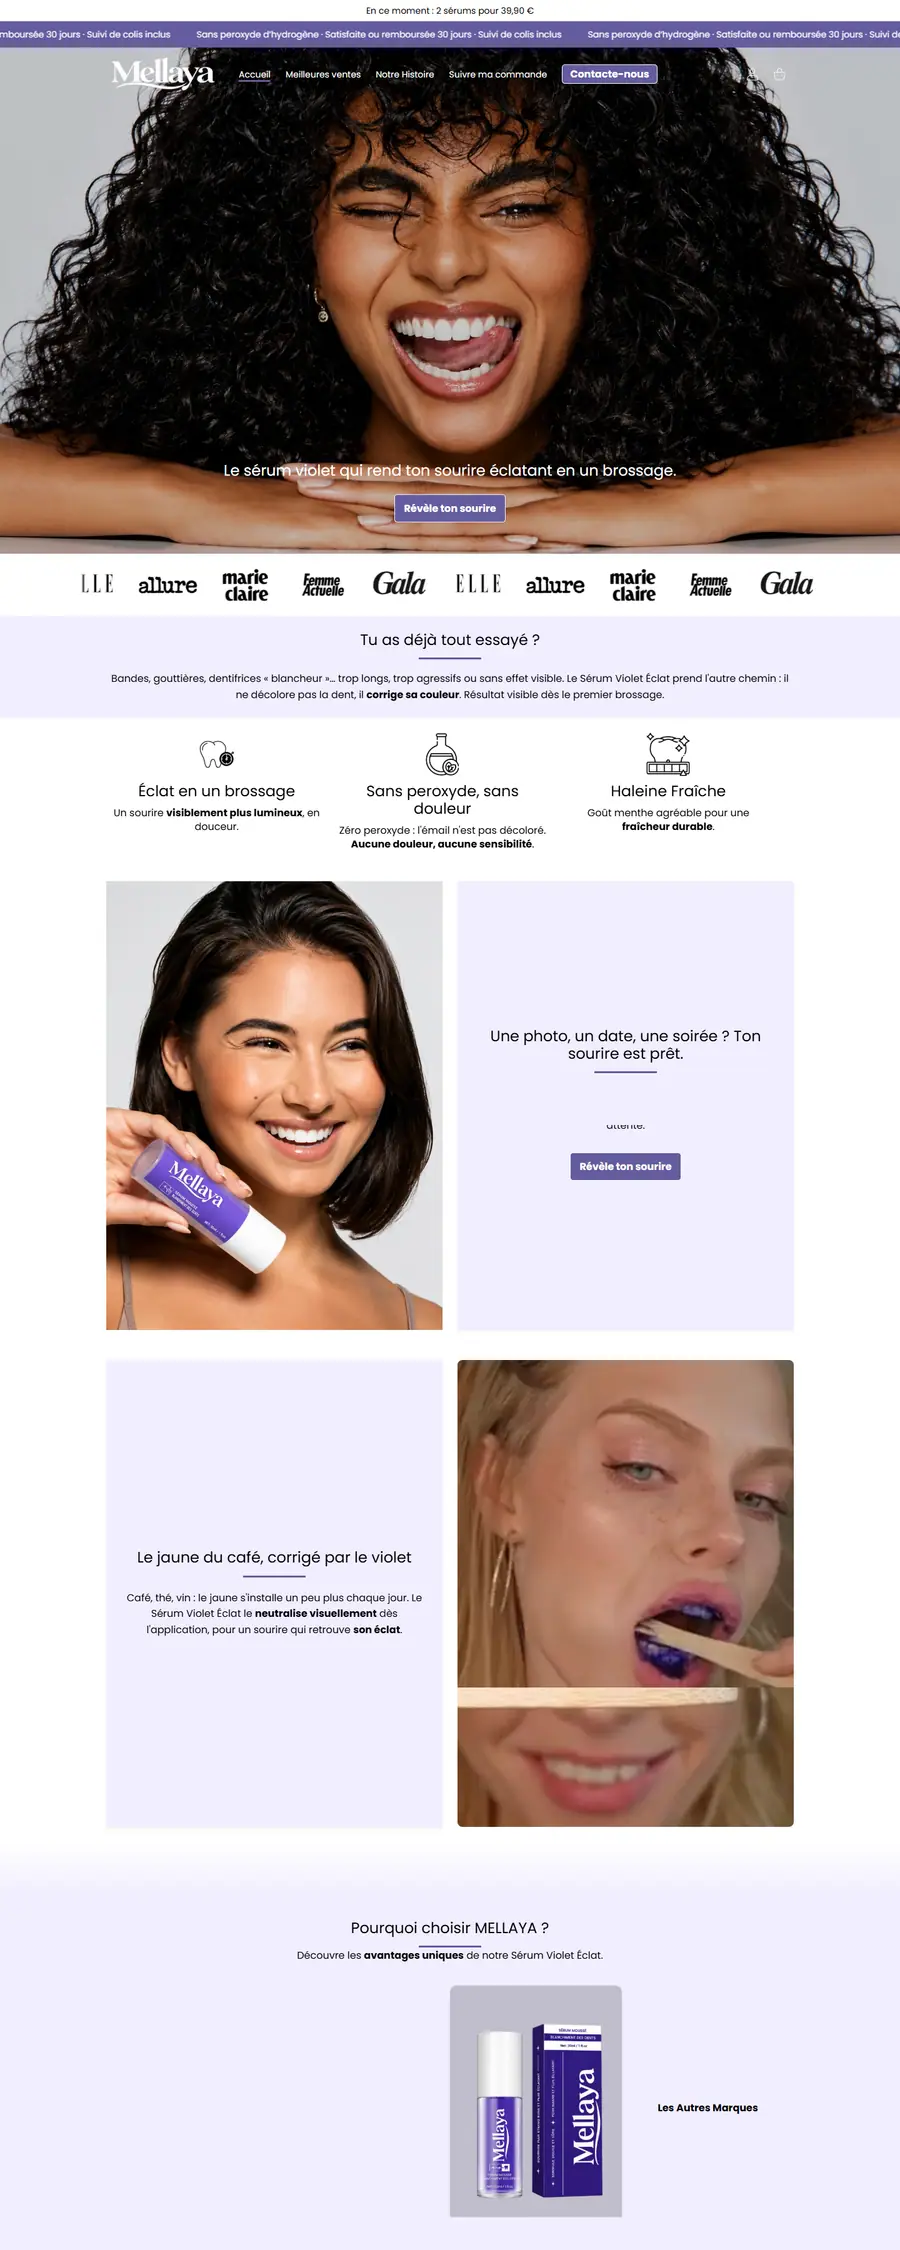 En ce moment : 2 sérums pour 39,90 €
mboursée 30 jours · Suivi de colis inclus Sans peroxyde d'hydrogène · Satisfaite ou remboursée 30 jours · Suivi de colis inclus Sans peroxyde d'hydrogène · Satisfaite ou remboursée 30 jours · Suivi de
Mellaya Accueil Meilleures ventes Notre Histoire Suivre ma commande Contacte-nous
Le sérum violet qui rend ton sourire éclatant en un brossage.
Révèle ton sourire
LLE allure marie claire Femme Actuelle Gala ELLE allure marie claire Femme Actuelle Gala
Tu as déjà tout essayé ?
Bandes, gouttières, dentifrices « blancheur »... trop longs, trop agressifs ou sans effet visible. Le Sérum Violet Éclat prend l'autre chemin : il
ne décolore pas la dent, il corrige sa couleur. Résultat visible dès le premier brossage.
Éclat en un brossage
Un sourire visiblement plus lumineux, en
douceur.
Sans peroxyde, sans
douleur
Zéro peroxyde : l'émail n'est pas décoloré.
Aucune douleur, aucune sensibilité.
Haleine Fraîche
Goût menthe agréable pour une
fraîcheur durable.
Mellaya
Une photo, un date, une soirée ? Ton
sourire est prêt.
attente.
Révèle ton sourire
Le jaune du café, corrigé par le violet
Café, thé, vin : le jaune s'installe un peu plus chaque jour. Le
Sérum Violet Éclat le neutralise visuellement dès
l'application, pour un sourire qui retrouve son éclat.
Pourquoi choisir MELLAYA ?
Découvre les avantages uniques de notre Sérum Violet Éclat.
SÉRUM MOUSSE
BLANCHIMENT DES DENTS
Mellaya
Mellaya
Les Autres Marques